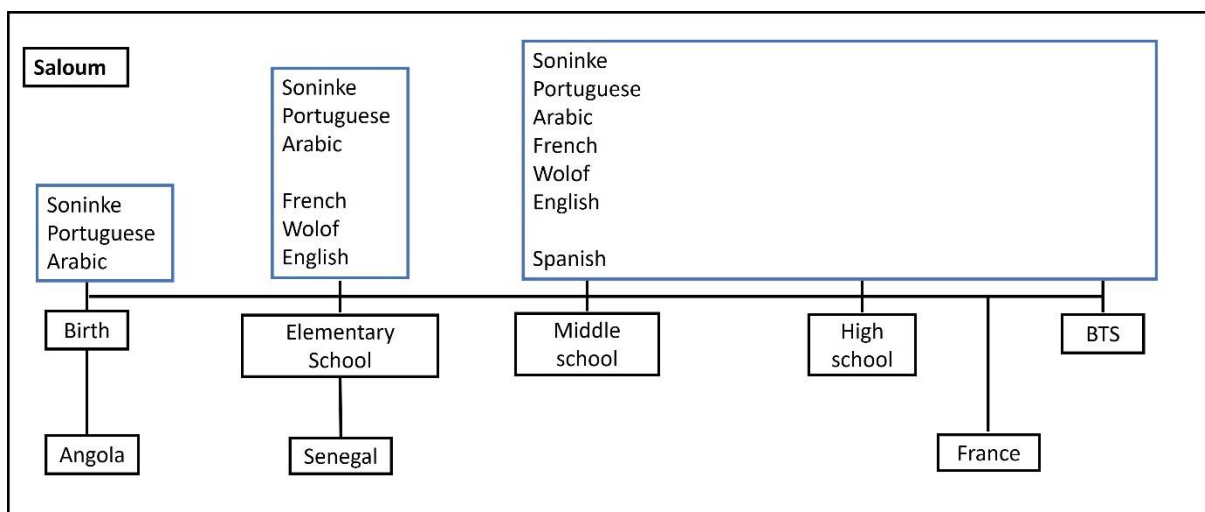 Saloum
Soninke
Portuguese
Arabic
Soninke
Portuguese
Arabic
French
Wolof
English
Soninke
Portuguese
Arabic
French
Wolof
English
Spanish
Birth
Elementary
School
Middle
school
High
school
BTS
Angola
Senegal
France